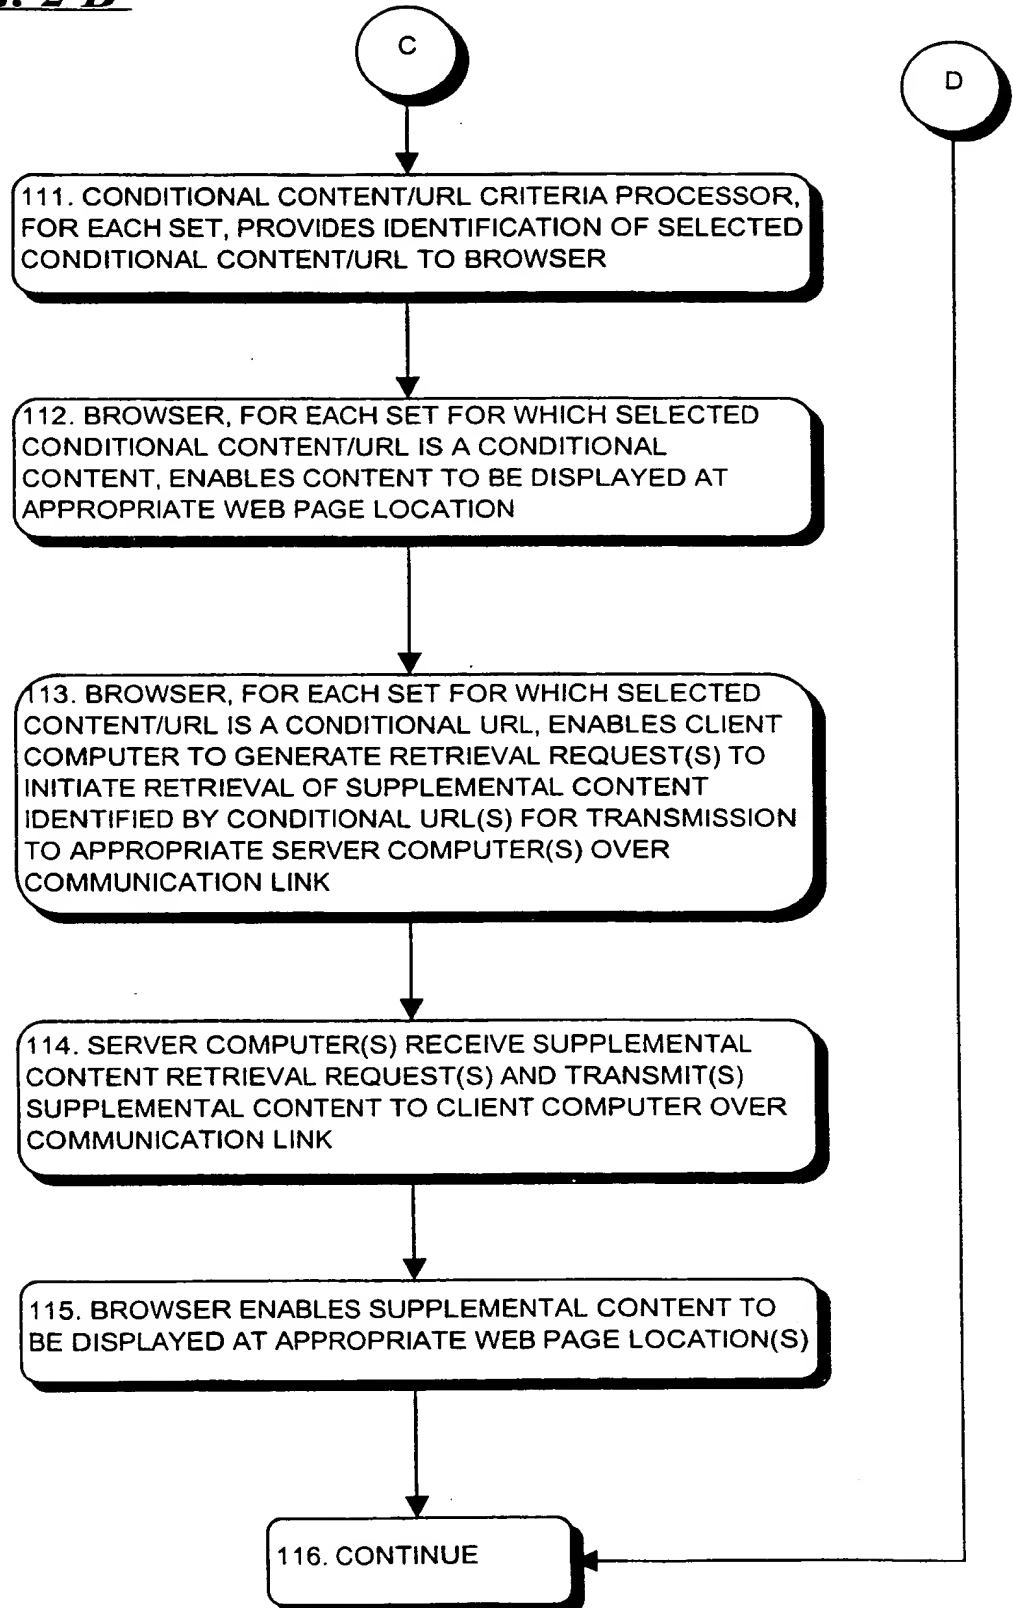 2 B
C
D
111. CONDITIONAL CONTENT/URL CRITERIA PROCESSOR,
FOR EACH SET, PROVIDES IDENTIFICATION OF SELECTED
CONDITIONAL CONTENT/URL TO BROWSER
112. BROWSER, FOR EACH SET FOR WHICH SELECTED
CONDITIONAL CONTENT/URL IS A CONDITIONAL
CONTENT, ENABLES CONTENT TO BE DISPLAYED AT
APPROPRIATE WEB PAGE LOCATION
113. BROWSER, FOR EACH SET FOR WHICH SELECTED
CONTENT/URL IS A CONDITIONAL URL, ENABLES CLIENT
COMPUTER TO GENERATE RETRIEVAL REQUEST(S) TO
INITIATE RETRIEVAL OF SUPPLEMENTAL CONTENT
IDENTIFIED BY CONDITIONAL URL(S) FOR TRANSMISSION
TO APPROPRIATE SERVER COMPUTER(S) OVER
COMMUNICATION LINK
114. SERVER COMPUTER(S) RECEIVE SUPPLEMENTAL
CONTENT RETRIEVAL REQUEST(S) AND TRANSMIT(S)
SUPPLEMENTAL CONTENT TO CLIENT COMPUTER OVER
COMMUNICATION LINK
115. BROWSER ENABLES SUPPLEMENTAL CONTENT TO
BE DISPLAYED AT APPROPRIATE WEB PAGE LOCATION(S)
116. CONTINUE